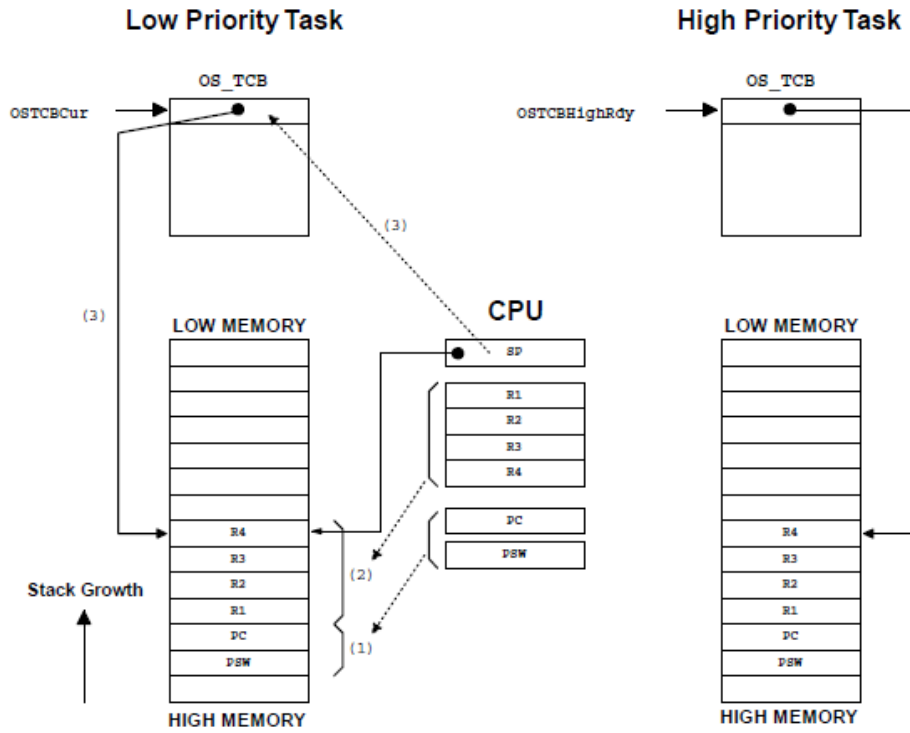 Low Priority Task
High Priority Task
OS_TCB
OS_TCB
OSTCBCur
OSTCBHighRdy
(3)
(3)
CPU
LOW MEMORY
LOW MEMORY
SP
R1
R2
R3
R4
PC
PSW
R4
R3
R2
R1
PC
PSW
(2)
(1)
Stack Growth
R4
R3
R2
R1
PC
PSW
HIGH MEMORY
HIGH MEMORY